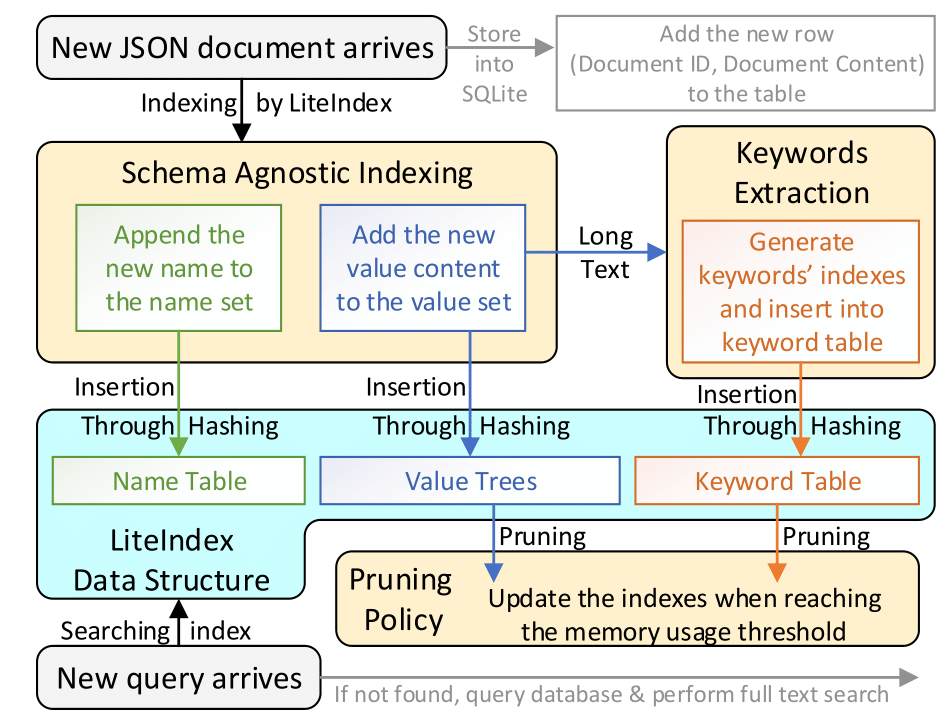 New JSON document arrives
Store
into
SQLite
Add the new row
(Document ID, Document Content)
to the table
Indexing by LiteIndex
Schema Agnostic Indexing
Append the
new name to
the name set
Add the new
value content
to the value set
Long
Text
Keywords
Extraction
Generate
keywords’ indexes
and insert into
keyword table
Insertion
Through Hashing
Insertion
Through Hashing
Insertion
Through Hashing
Name Table
Value Trees
Keyword Table
LiteIndex
Data Structure
Pruning
Pruning
Pruning
Policy
Update the indexes when reaching
the memory usage threshold
Searching index
New query arrives
If not found, query database & perform full text search